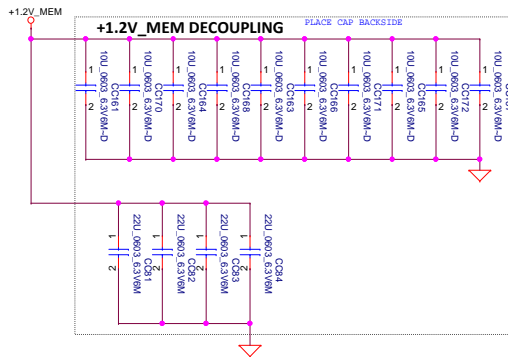 +1.2V_MEM
+1.2V_MEM DECOUPLING
PLACE CAP BACKSIDE
1
2
CC161
10U_0603_6.3V6M~D
1
2
CC170
10U_0603_6.3V6M~D
1
2
CC164
10U_0603_6.3V6M~D
1
2
CC168
10U_0603_6.3V6M~D
1
2
CC163
10U_0603_6.3V6M~D
1
2
CC166
10U_0603_6.3V6M~D
1
2
CC171
10U_0603_6.3V6M~D
1
2
CC165
10U_0603_6.3V6M~D
1
2
CC172
10U_0603_6.3V6M~D
1
2
10U_0603_6.3V6M~D
1
2
CC81
22U_0603_6.3V6M
1
2
CC82
22U_0603_6.3V6M
1
2
CC83
22U_0603_6.3V6M
1
2
CC84
22U_0603_6.3V6M